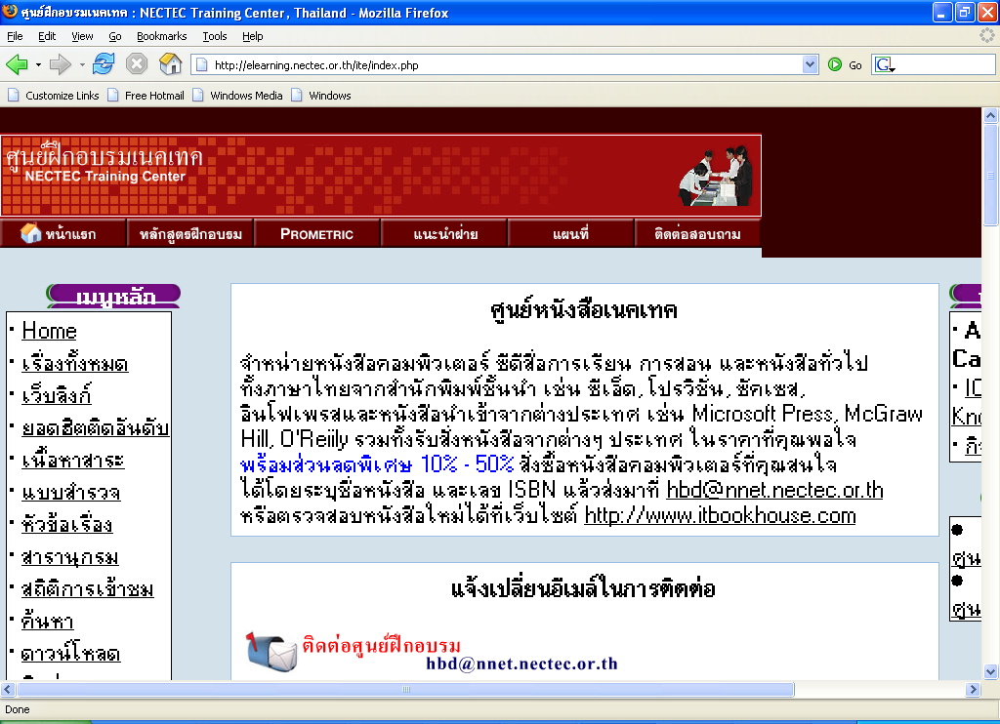 ศูนย์ฝึกอบรมเนคเทค : NECTEC Training Center, Thailand - Mozilla Firefox
File Edit View Go Bookmarks Tools Help
http://elearning.nectec.or.th/ite/index.php Go
Customize Links Free Hotmail Windows Media Windows
ศูนย์ฝึกอบรมเนคเทค
NECTEC Training Center
หน้าแรก หลักสูตรฝึกอบรม PROMETRIC แนะนำฝ่าย แผนที่ ติดต่อสอบถาม
เมนูหลัก
· Home
· เรื่องทั้งหมด
· เว็บลิงก์
· ยอดฮิตติดอันดับ
· เนื้อหาสาระ
· แบบสำรวจ
· หัวข้อเรื่อง
· สารานุกรม
· สถิติการเข้าชม
· ค้นหา
· ดาวน์โหลด
ศูนย์หนังสือเนคเทค
จำหน่ายหนังสือคอมพิวเตอร์ ซีดีสื่อการเรียน การสอน และหนังสือทั่วไป
ทั้งภาษาไทยจากสำนักพิมพ์ชั้นนำ เช่น ซีเอ็ด, โปรวิชั่น, ซัคเซส,
อินโฟเพรสและหนังสือนำเข้าจากต่างประเทศ เช่น Microsoft Press, McGraw
Hill, O'Reiily รวมทั้งรับสั่งหนังสือจากต่างๆ ประเทศ ในราคาที่คุณพอใจ
พร้อมส่วนลดพิเศษ 10% - 50% สั่งซื้อหนังสือคอมพิวเตอร์ที่คุณสนใจ
ได้โดยระบุชื่อหนังสือ และเลข ISBN แล้วส่งมาที่ hbd@nnet.nectec.or.th
หรือตรวจสอบหนังสือใหม่ได้ที่เว็บไซต์ http://www.itbookhouse.com
แจ้งเปลี่ยนอีเมล์ในการติดต่อ
ติดต่อศูนย์ฝึกอบรม
hbd@nnet.nectec.or.th
· A
Ca
· IC
Kno
· กิ
ศูน
ศูน
Done